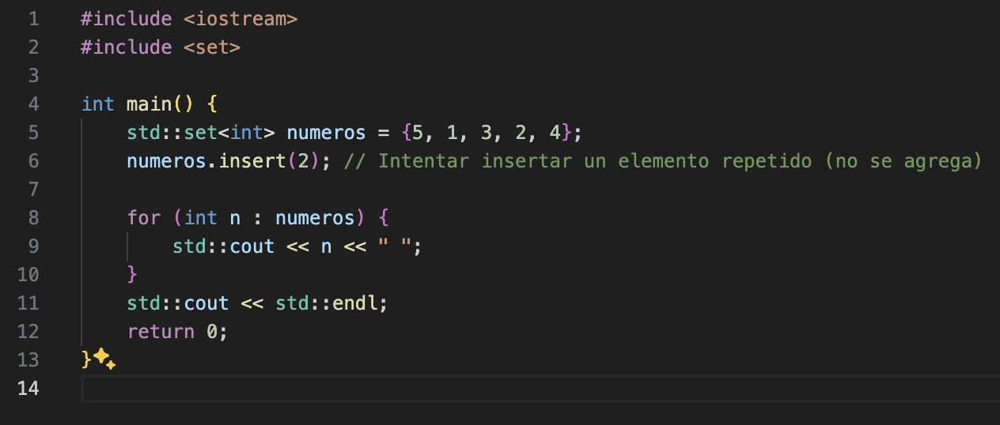 1 #include <iostream>
2 #include <set>
3
4 int main() {
5     std::set<int> numeros = {5, 1, 3, 2, 4};
6     numeros.insert(2); // Intentar insertar un elemento repetido (no se agrega)
7
8     for (int n : numeros) {
9         std::cout << n << " ";
10     }
11     std::cout << std::endl;
12     return 0;
13 }
14